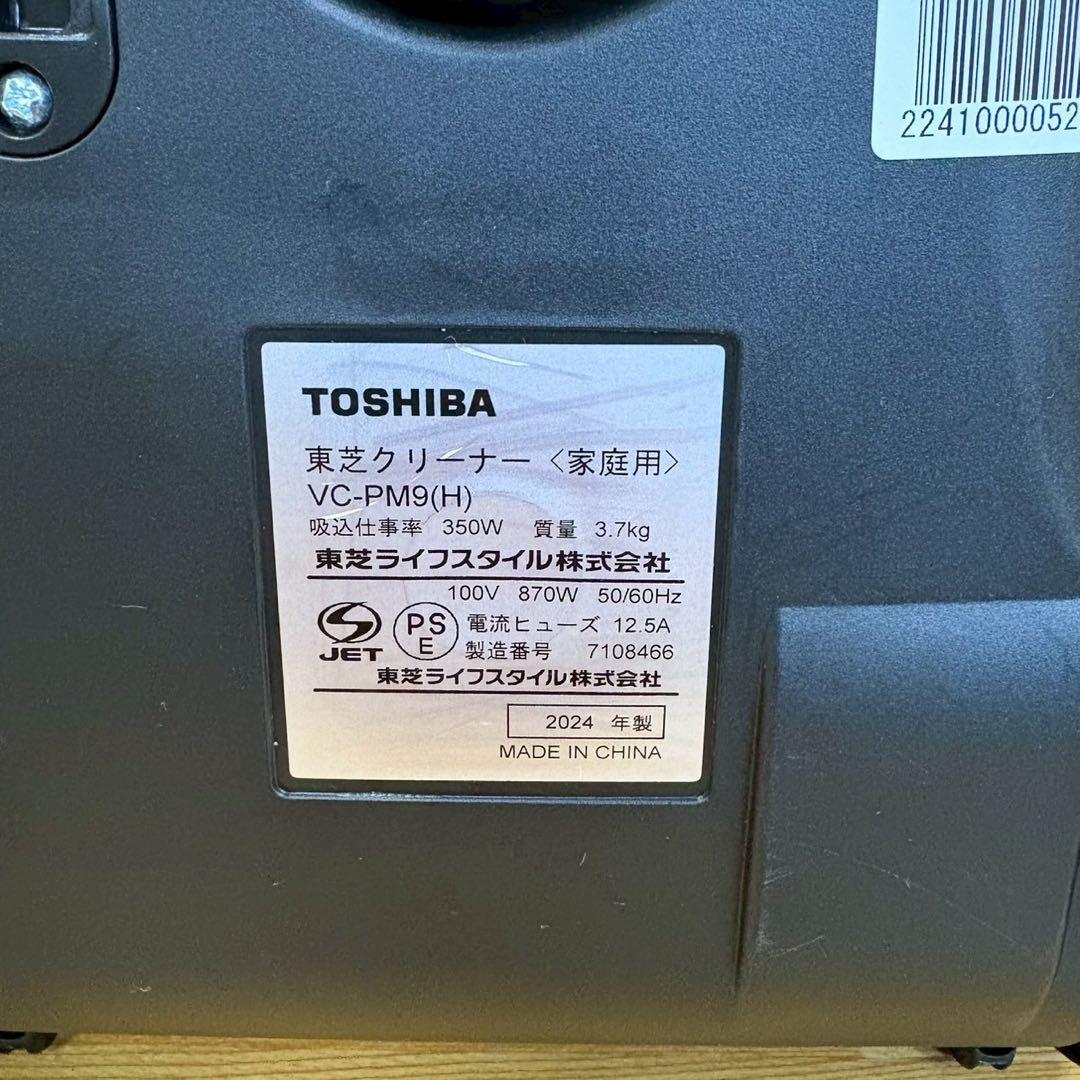 2241000052
TOSHIBA
東芝クリーナー〈家庭用〉
VC-PM9(H)
吸込仕事率 350W 質量 3.7kg
東芝ライフスタイル株式会社
100V 870W 50/60Hz
JET
PS
E
電流ヒューズ 12.5A
製造番号 7108466
東芝ライフスタイル株式会社
2024 年製
MADE IN CHINA